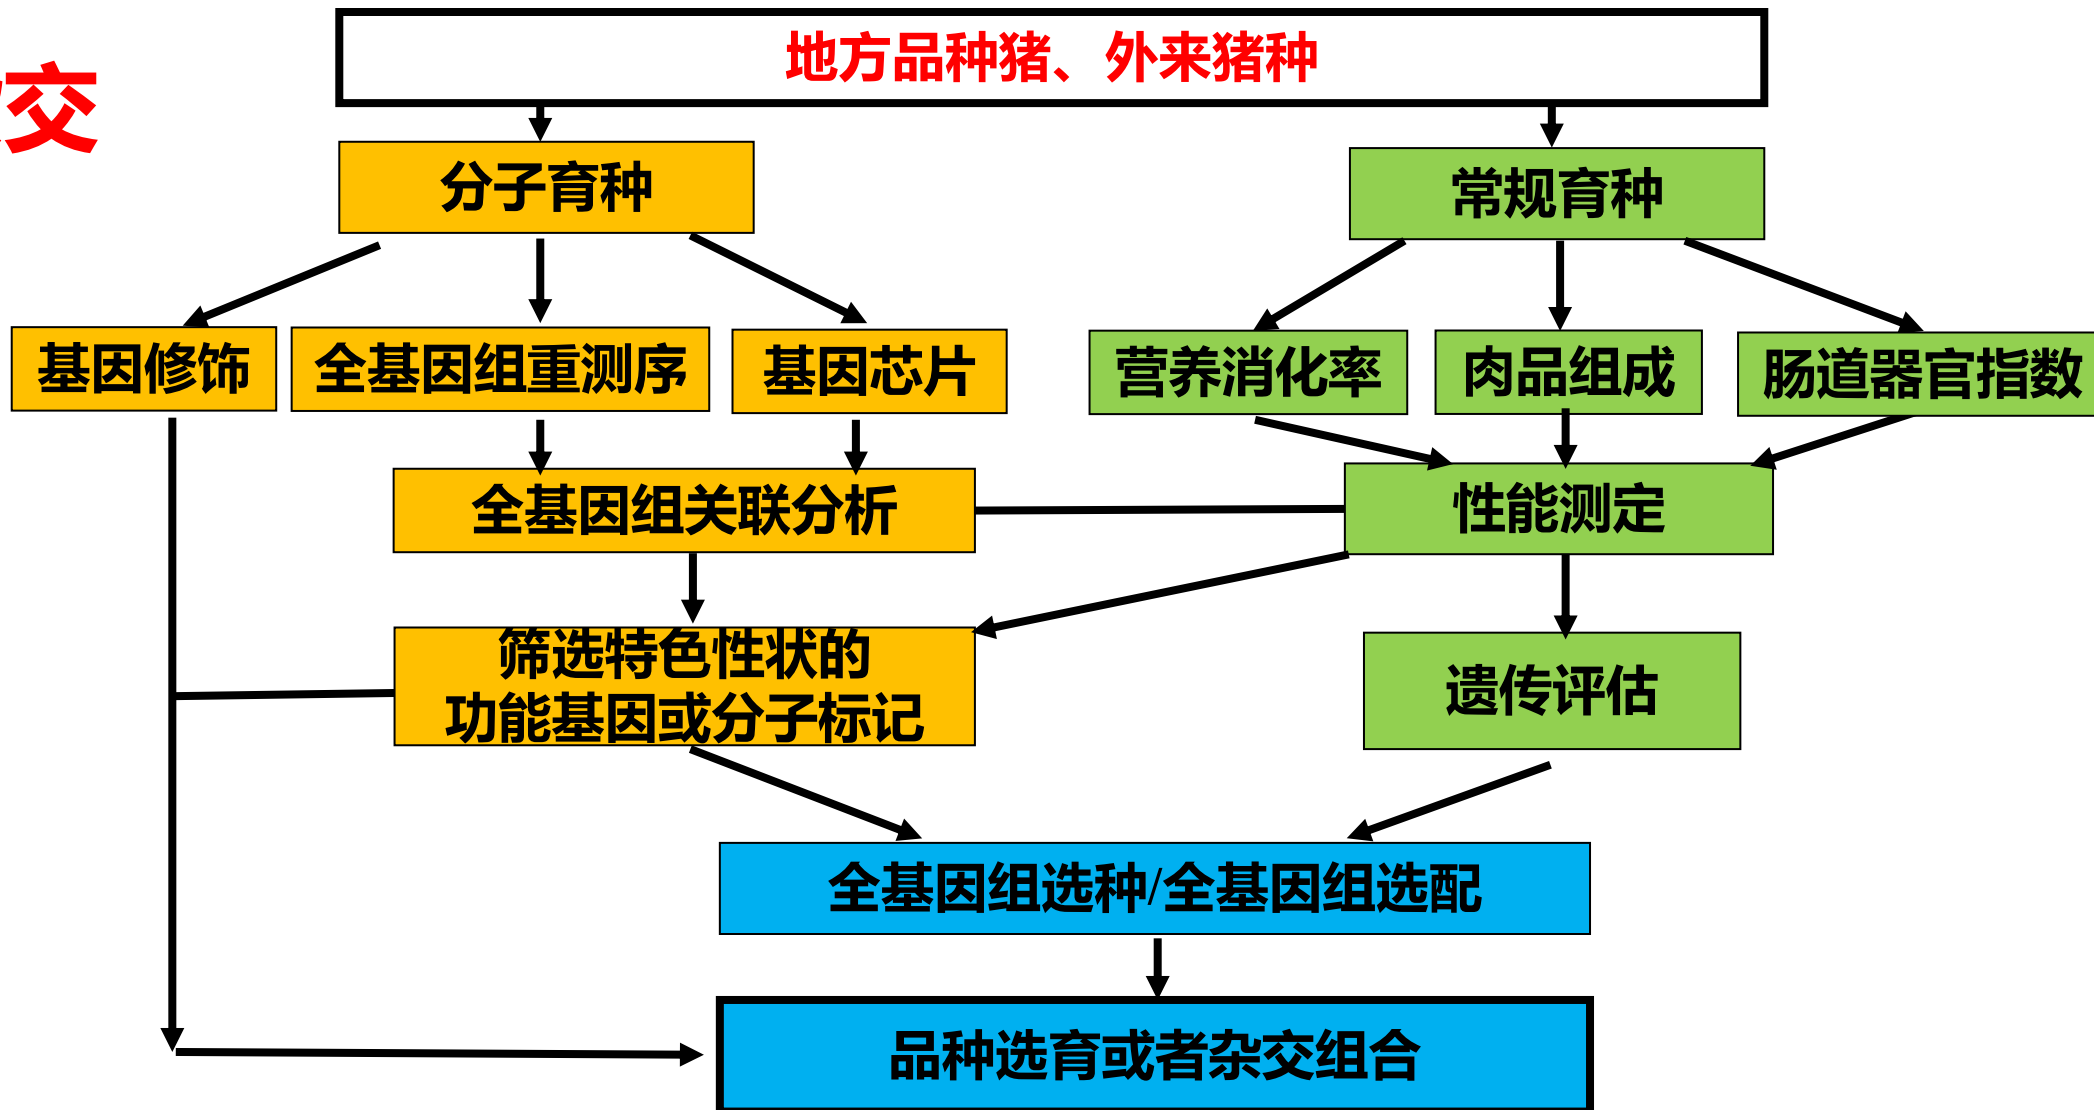 地方品种猪、外来猪种
交
分子育种
常规育种
基因修饰
全基因组重测序
基因芯片
营养消化率
肉品组成
肠道器官指数
全基因组关联分析
性能测定
筛选特色性状的
功能基因或分子标记
遗传评估
全基因组选种/全基因组选配
品种选育或者杂交组合